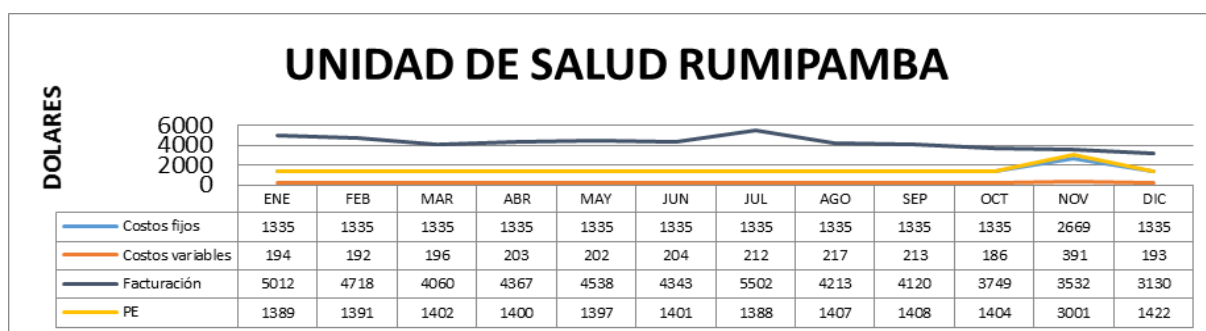 UNIDAD DE SALUD RUMIPAMBA
DOLARES
6000
4000
2000
0
ENE FEB MAR ABR MAY JUN JUL AGO SEP OCT NOV DIC
Costos fijos 1335 1335 1335 1335 1335 1335 1335 1335 1335 1335 2669 1335
Costos variables 194 192 196 203 202 204 212 217 213 186 391 193
Facturación 5012 4718 4060 4367 4538 4343 5502 4213 4120 3749 3532 3130
PE 1389 1391 1402 1400 1397 1401 1388 1407 1408 1404 3001 1422